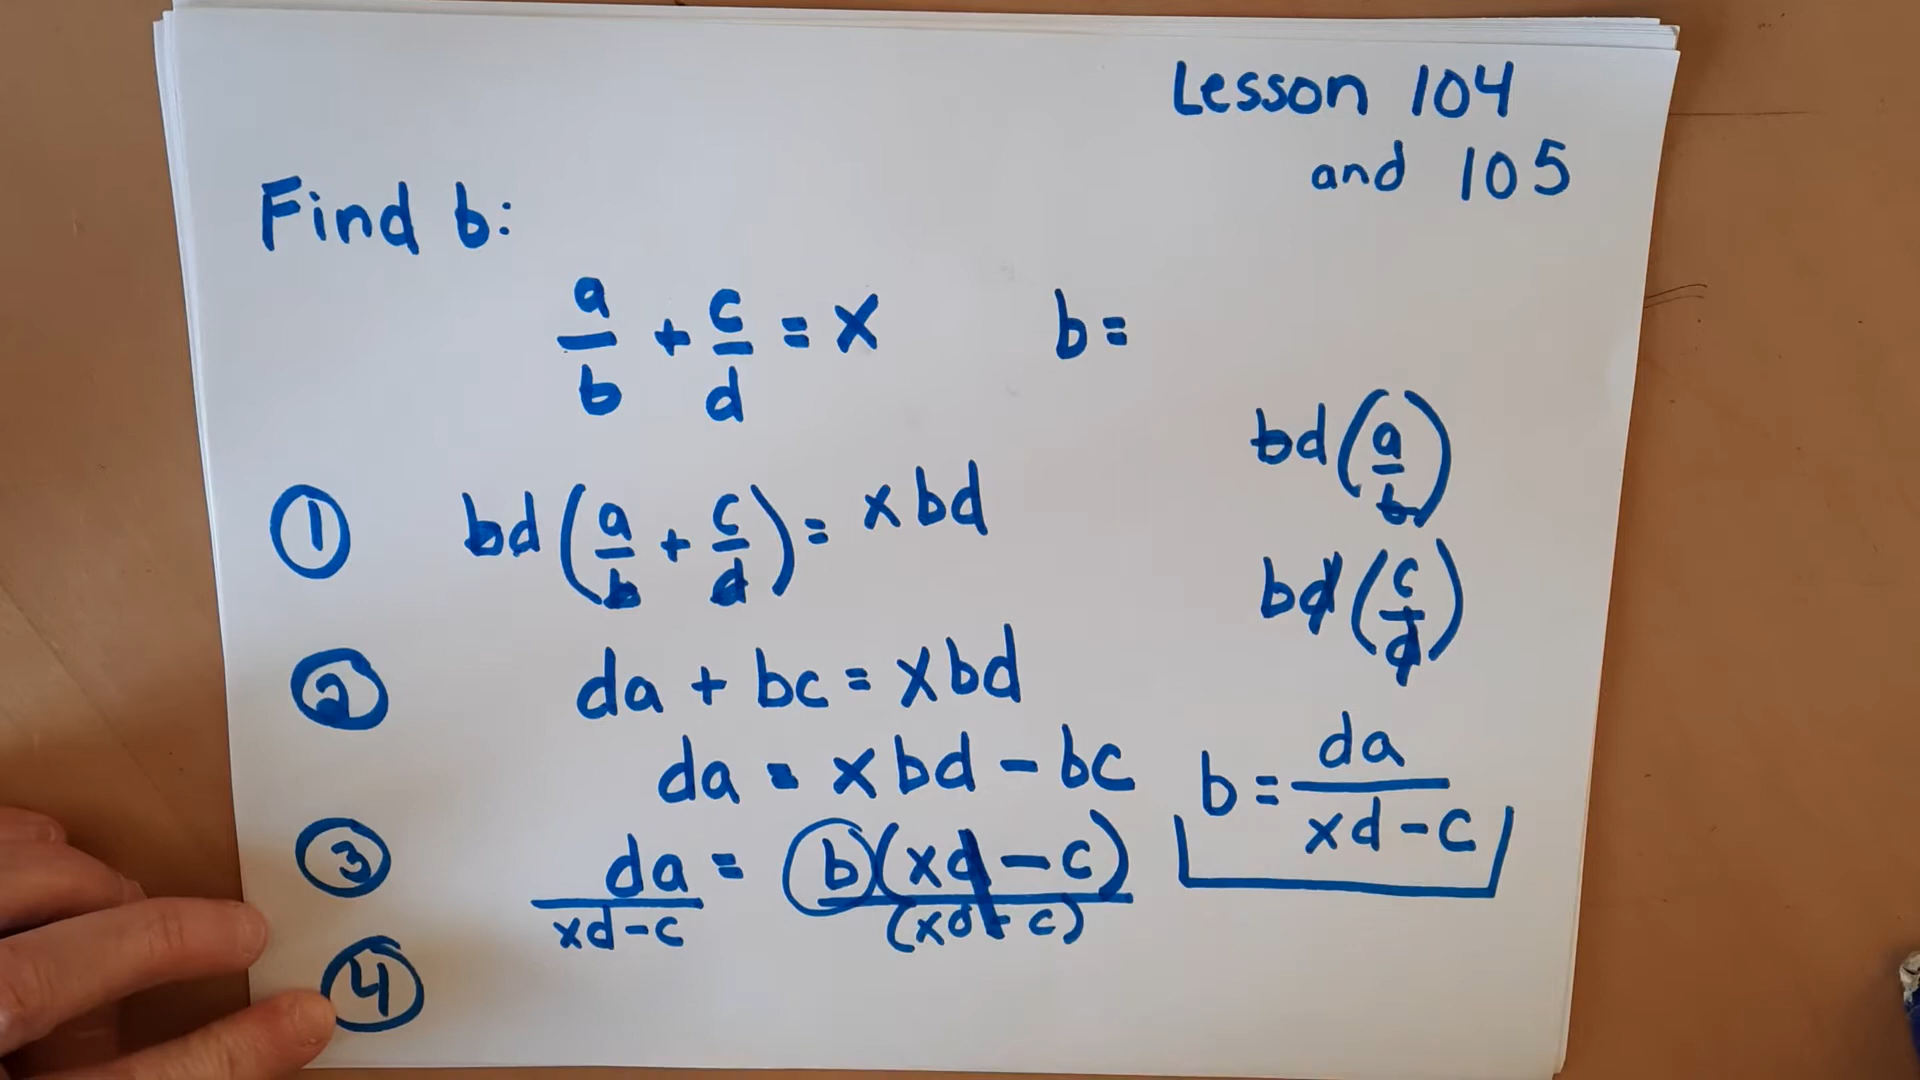 Lesson 104
and 105
Find b:
a/b + c/d = x    b=
bd(a/b)
① bd(a/b + c/d) = xbd
bd(c/d)
② da + bc = xbd
da = xbd - bc
b = da/(xd-c)
③ da/(xd-c) = b(xd-c)/(xd-c)
④